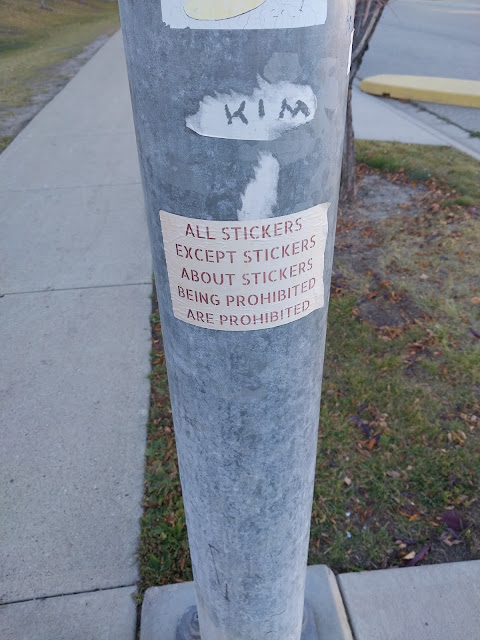 KIM
ALL STICKERS
EXCEPT STICKERS
ABOUT STICKERS
BEING PROHIBITED
ARE PROHIBITED